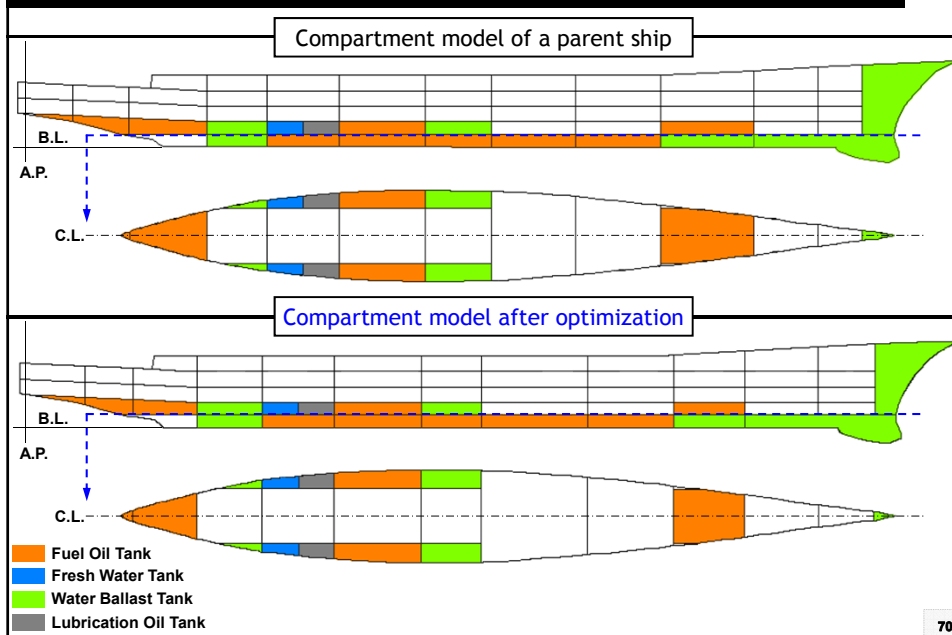 Compartment model of a parent ship
B.L.
A.P.
C.L.
Compartment model after optimization
B.L.
A.P.
C.L.
Fuel Oil Tank
Fresh Water Tank
Water Ballast Tank
Lubrication Oil Tank